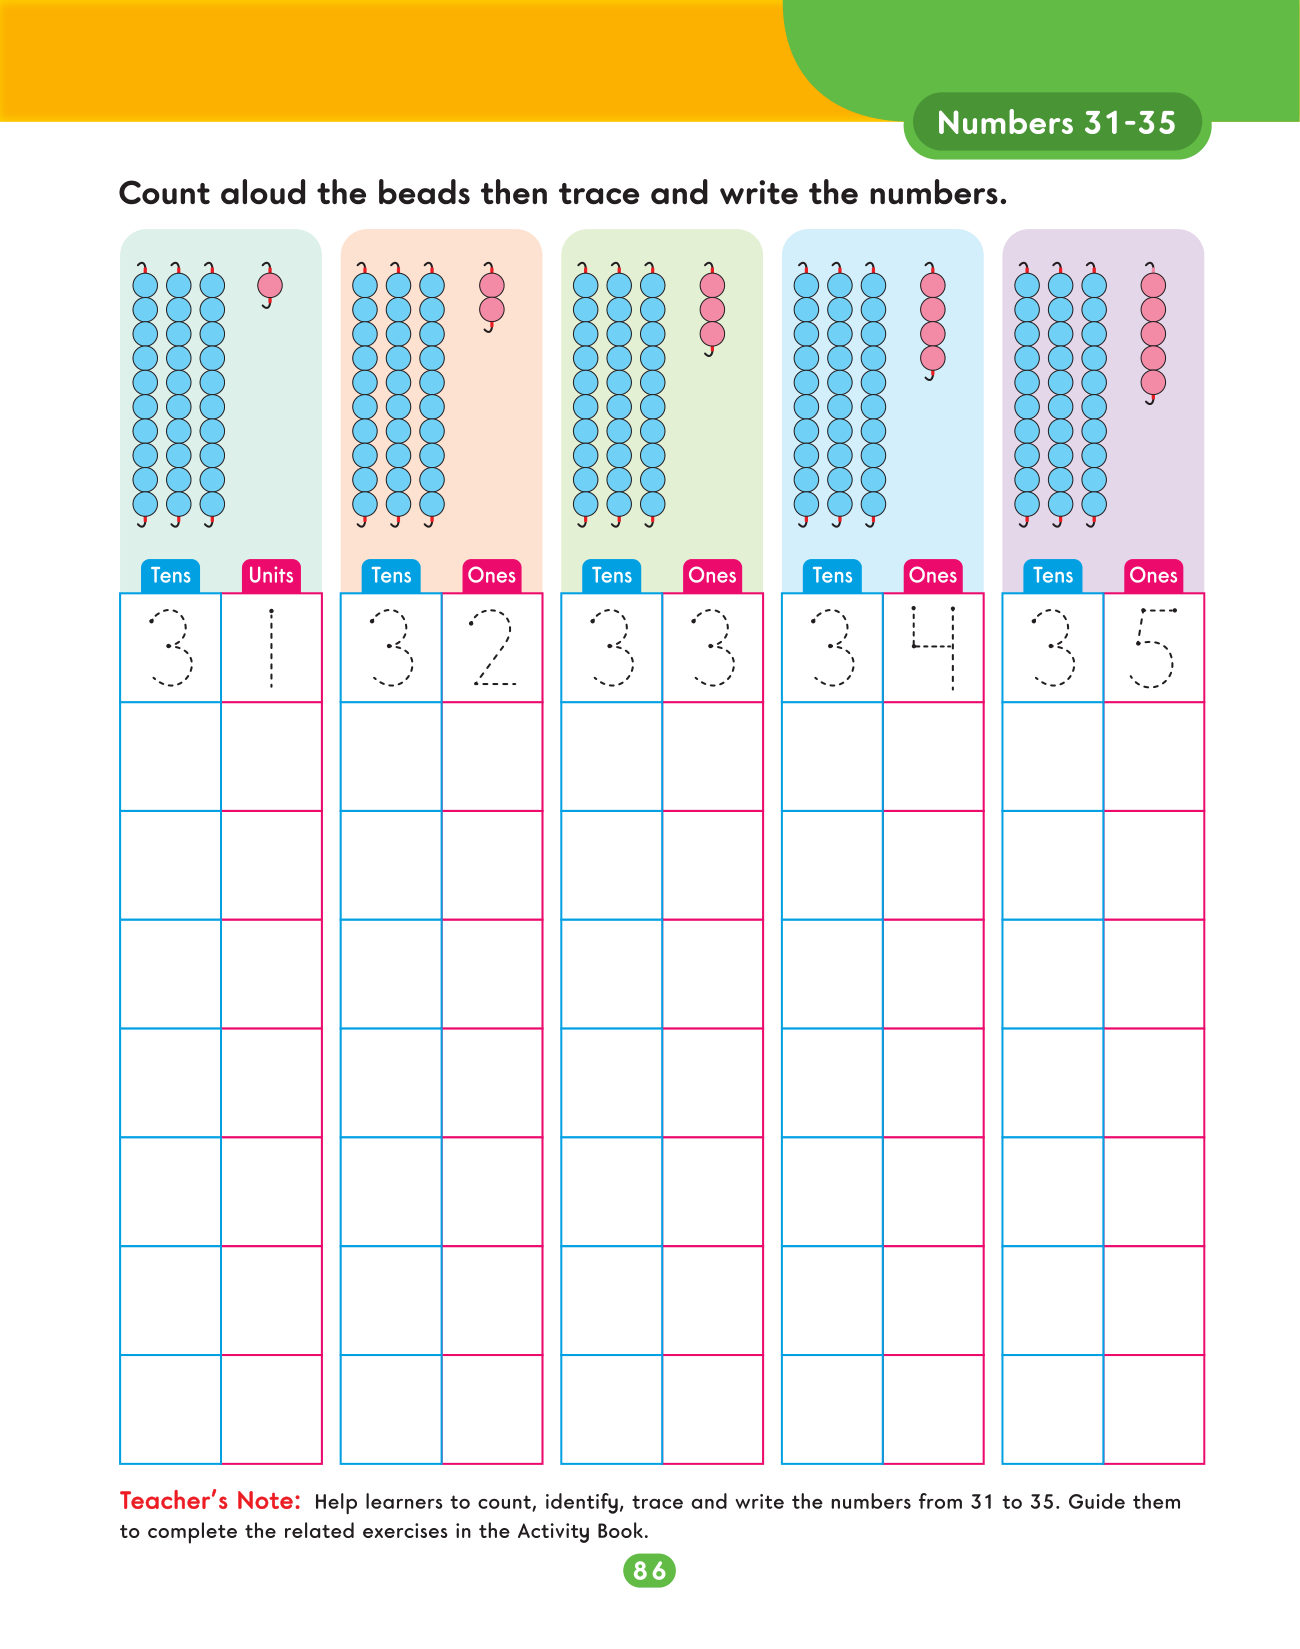 Numbers 31-35
Count aloud the beads then trace and write the numbers.
Tens Units Tens Ones Tens Ones Tens Ones Tens Ones
3 1 3 2 3 3 3 4 3 5
Teacher's Note: Help learners to count, identify, trace and write the numbers from 31 to 35. Guide them
to complete the related exercises in the Activity Book.
86